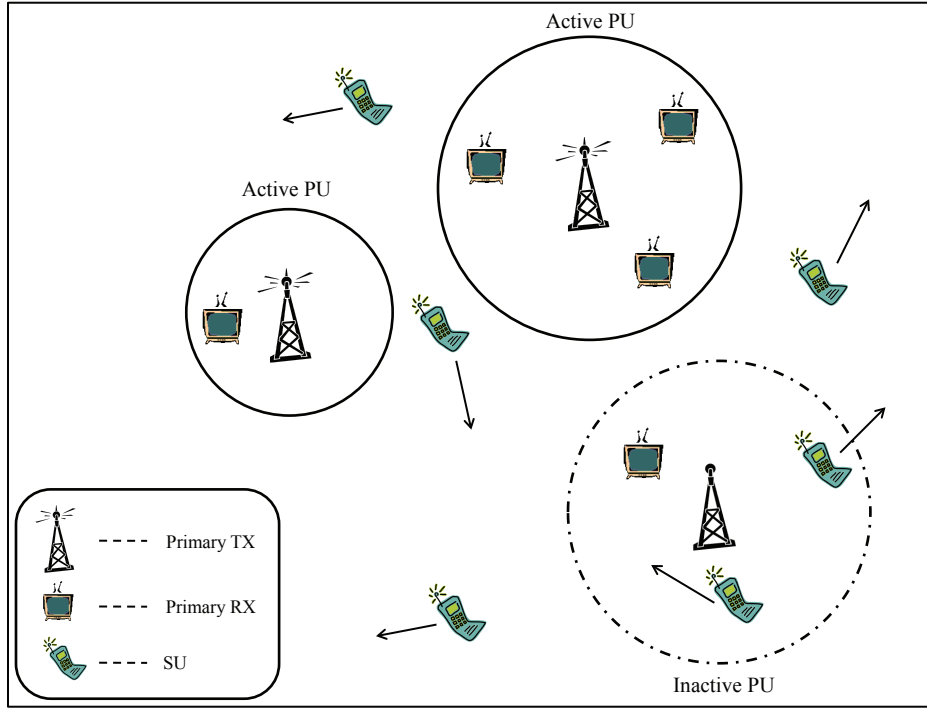 Active PU
Active PU
Primary TX
Primary RX
SU
Inactive PU